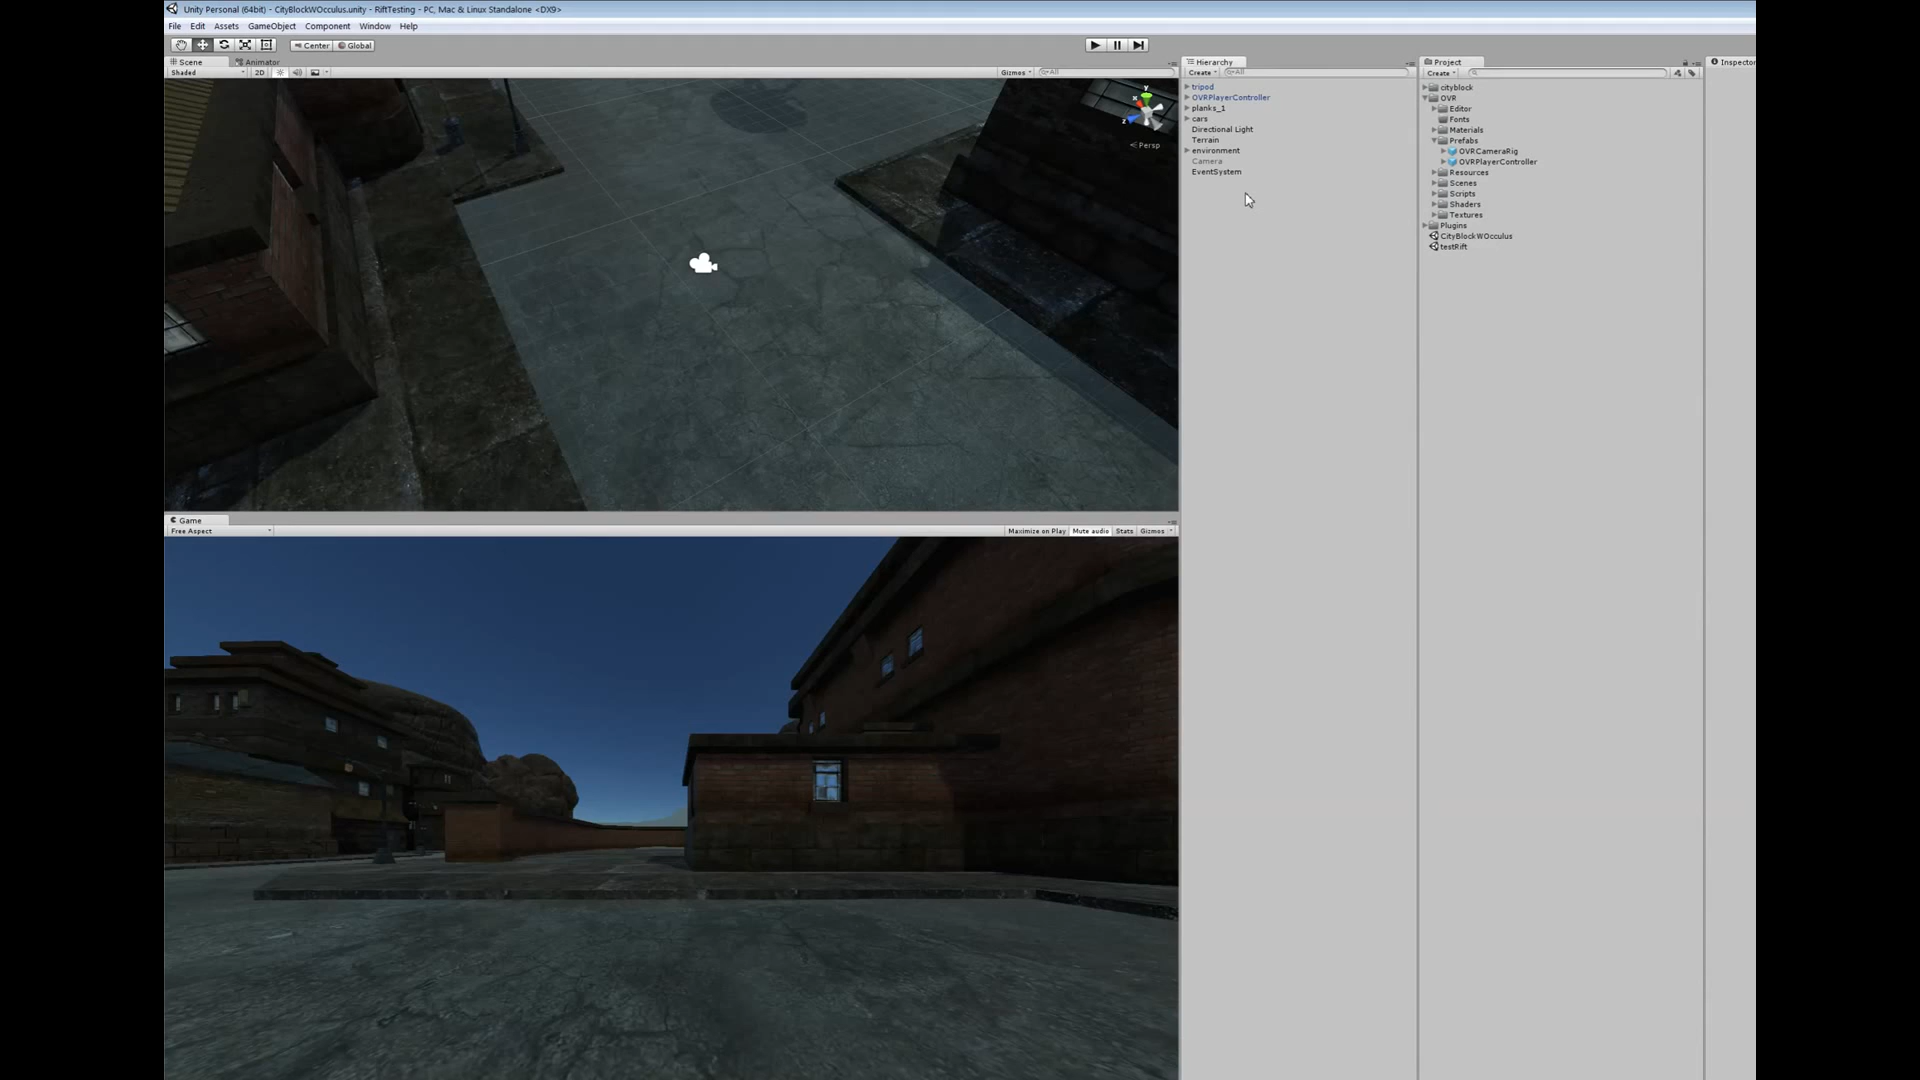 Unity Personal (64bit) - CityBlockWOcculus.unity - RiftTesting - PC, Mac & Linux Standalone <DX9>
File Edit Assets GameObject Component Window Help
Center Global
Scene Animator
Shaded 2D Gizmos All
Persp
y
x
z
Game
Free Aspect Maximize on Play Mute audio Stats Gizmos
Hierarchy
Create All
tripod
OVRPlayerController
planks_1
cars
Directional Light
Terrain
environment
Camera
EventSystem
Project
Create
cityblock
OVR
Editor
Fonts
Materials
Prefabs
OVRCameraRig
OVRPlayerController
Resources
Scenes
Scripts
Shaders
Textures
Plugins
CityBlockWOcculus
testRift
Inspector